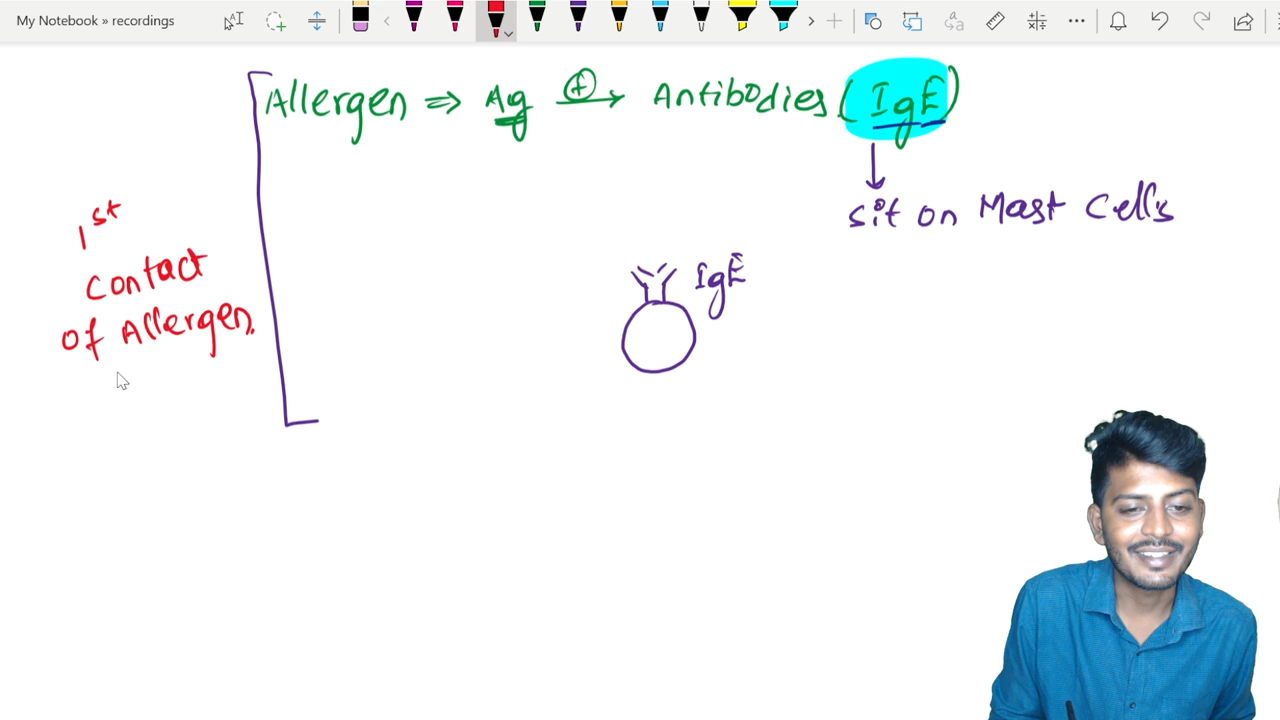 My Notebook » recordings
Allergen ⇒ Ag ⊕→ Antibodies (IgE)
↓
sit on Mast Cells
1st
contact
of Allergen.
IgE